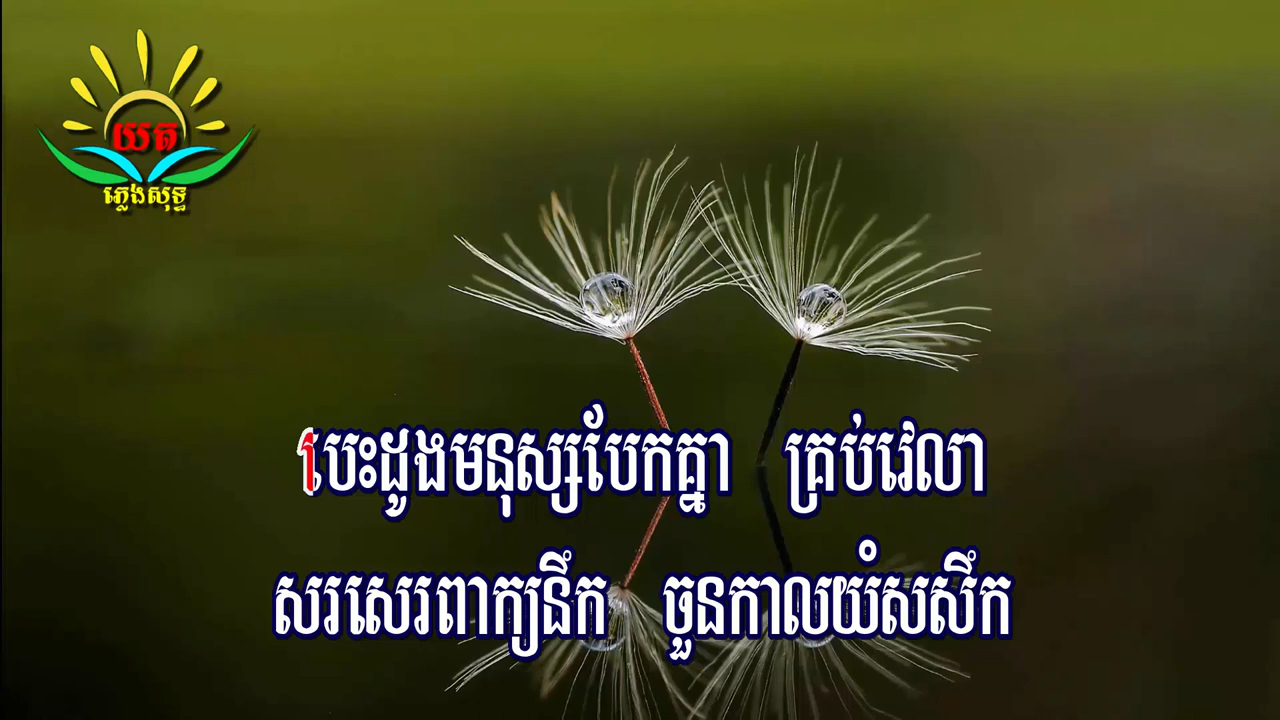 យត
ភ្លេងសុទ្ធ
បេះដូងមនុស្សបែកគ្នា គ្រប់វេលា
សរសេរពាក្យនឹក ចួនកាលយំសសឹក